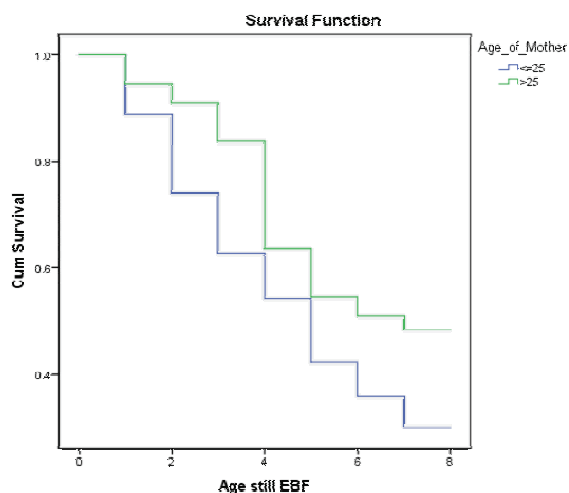 Survival Function
Age_of_Mother
<=25
>25
1.0
0.8
0.6
0.4
Cum Survival
0
2
4
6
8
Age still EBF